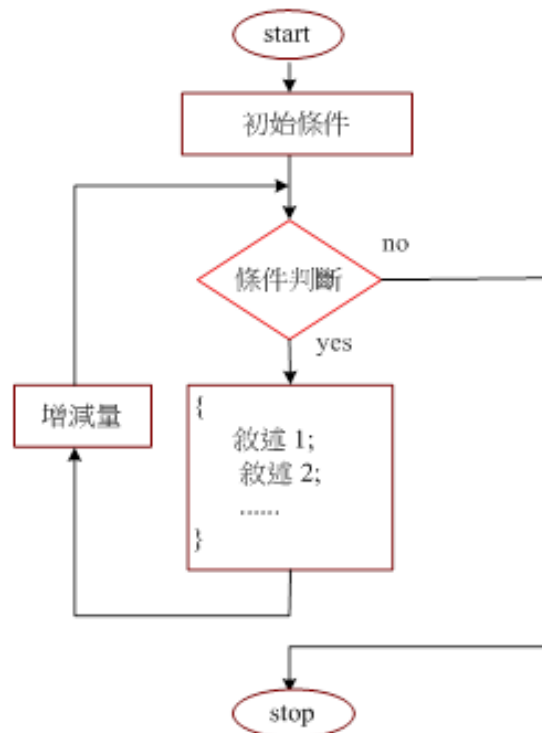 start
初始條件
no
條件判斷
yes
增減量
{
敘述 1;
敘述 2;
......
}
stop